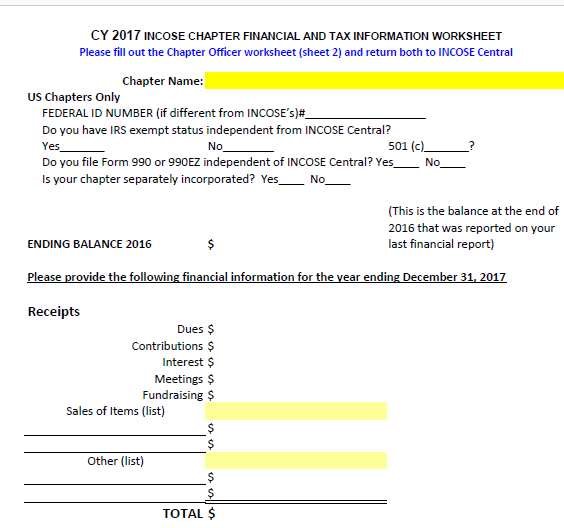 CY 2017 INCOSE CHAPTER FINANCIAL AND TAX INFORMATION WORKSHEET
Please fill out the Chapter Officer worksheet (sheet 2) and return both to INCOSE Central
Chapter Name:
US Chapters Only
FEDERAL ID NUMBER (if different from INCOSE's)#____________________
Do you have IRS exempt status independent from INCOSE Central?
Yes_______ No________ 501 (c)_______?
Do you file Form 990 or 990EZ independent of INCOSE Central? Yes____ No____
Is your chapter separately incorporated? Yes____ No____
(This is the balance at the end of
2016 that was reported on your
ENDING BALANCE 2016 $ last financial report)
Please provide the following financial information for the year ending December 31, 2017
Receipts
Dues $
Contributions $
Interest $
Meetings $
Fundraising $
Sales of Items (list)
$
$
Other (list)
$
$
TOTAL $